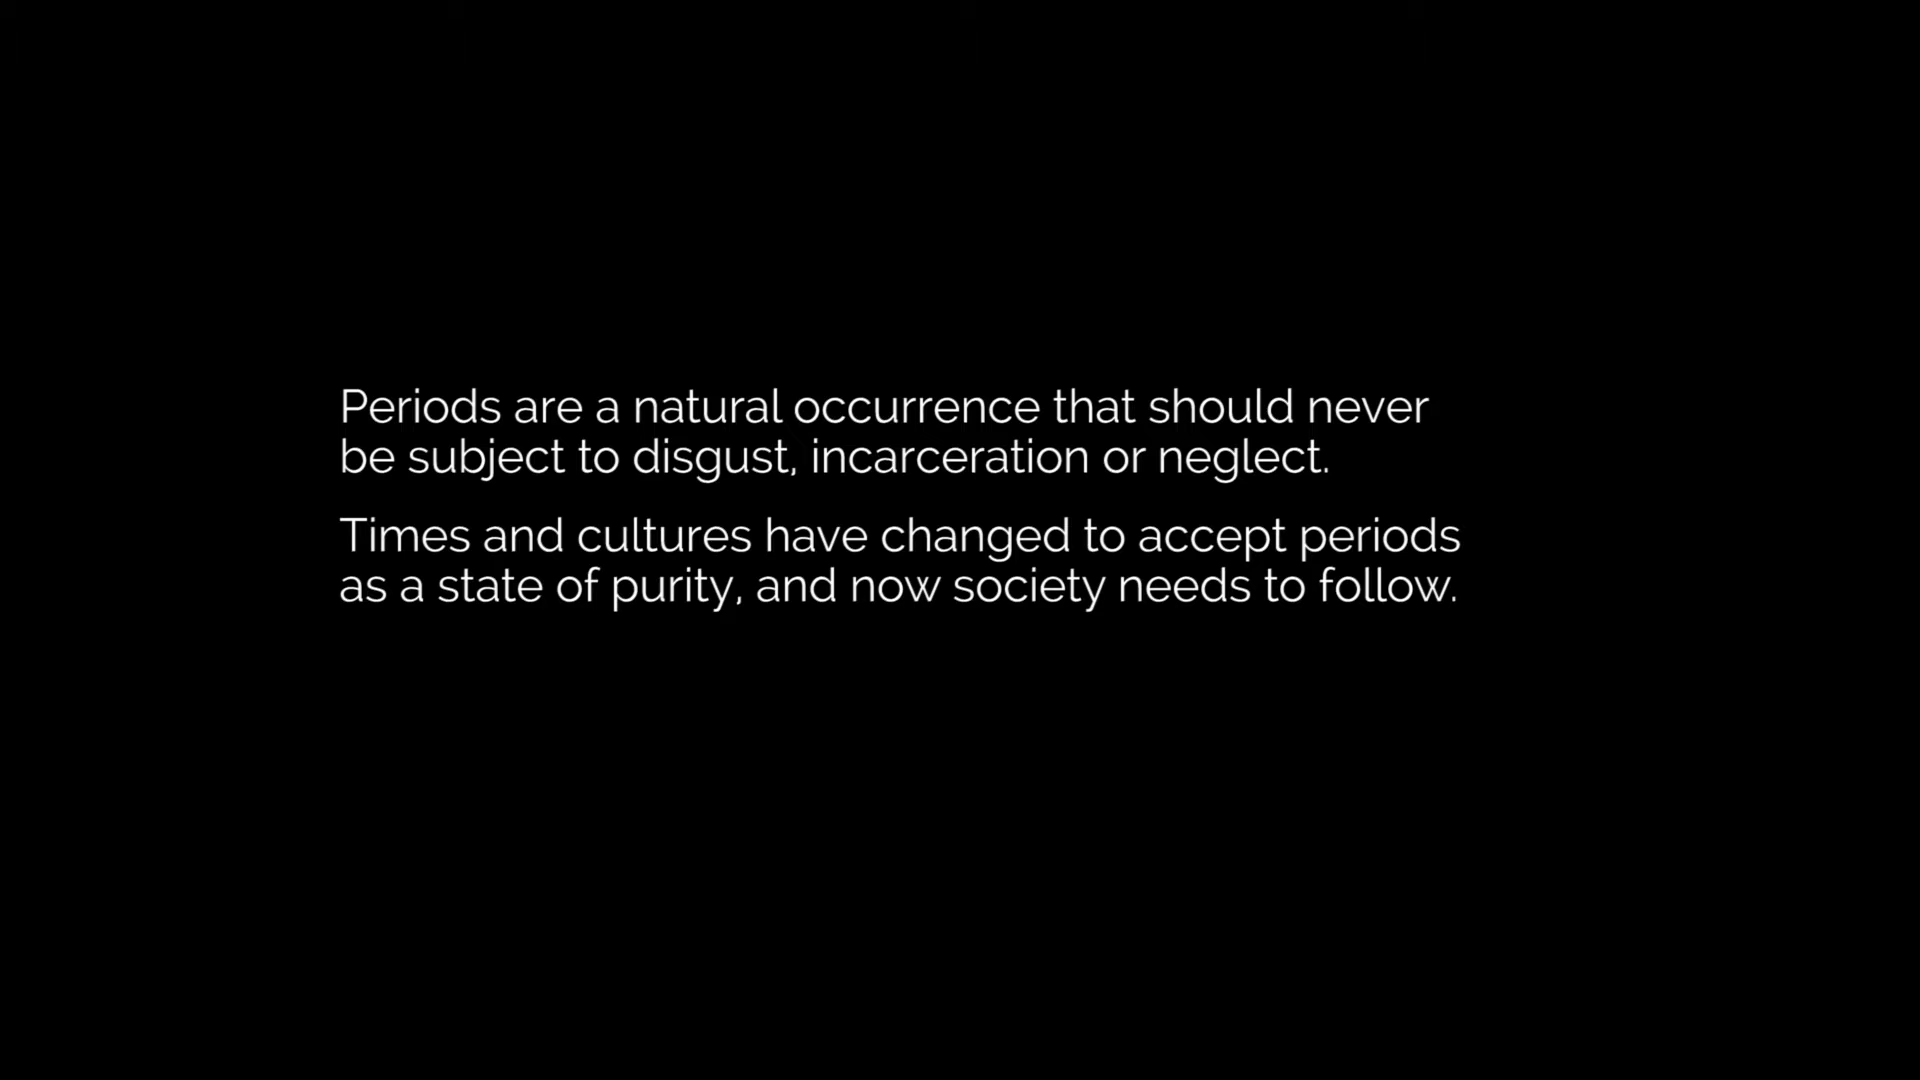 Periods are a natural occurrence that should never
be subject to disgust, incarceration or neglect.
Times and cultures have changed to accept periods
as a state of purity, and now society needs to follow.